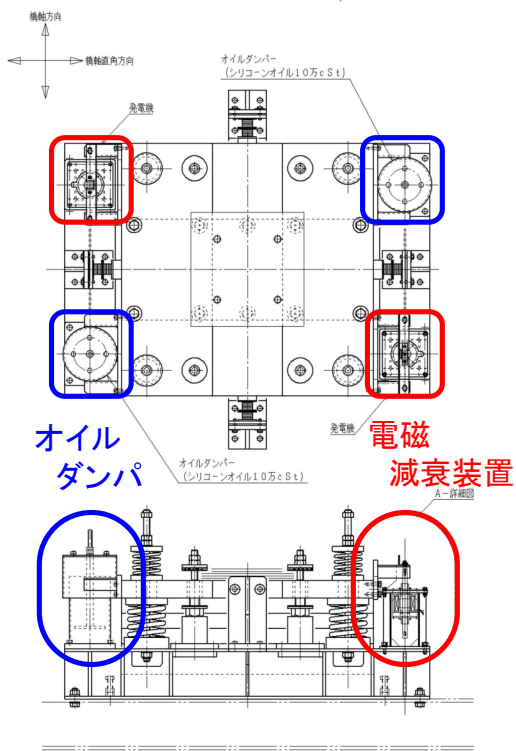 橋軸方向
橋軸直角方向
オイルダンパー
(シリコーンオイル10万cSt)
発電機
発電機
オイル
ダンパ
電磁
減衰装置
オイルダンパー
(シリコーンオイル10万cSt)
A-詳細図